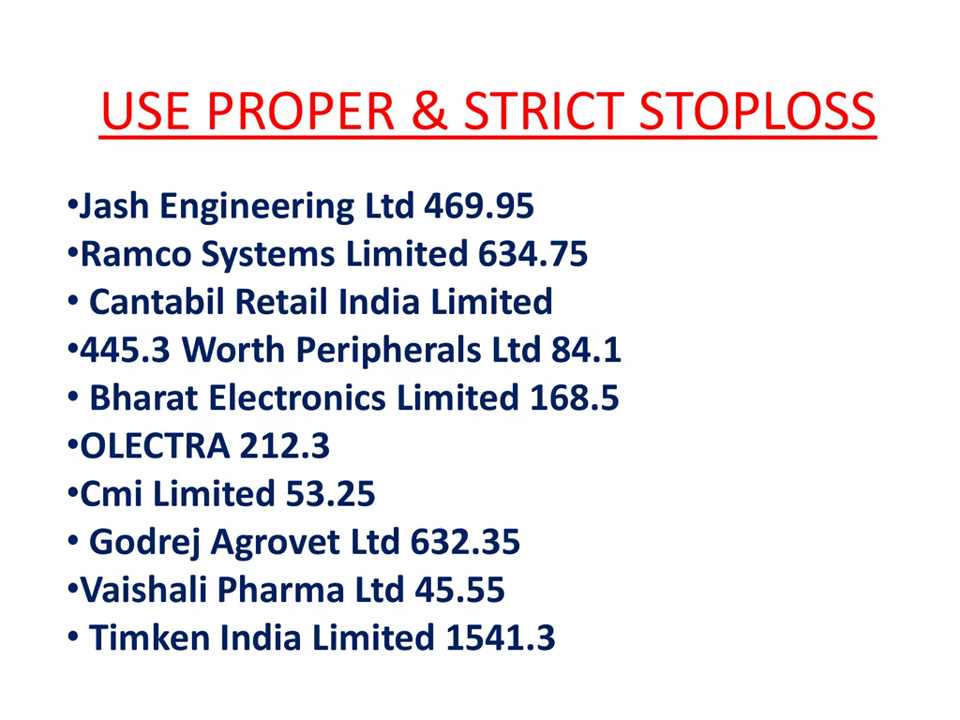 USE PROPER & STRICT STOPLOSS
•Jash Engineering Ltd 469.95
•Ramco Systems Limited 634.75
• Cantabil Retail India Limited
•445.3 Worth Peripherals Ltd 84.1
• Bharat Electronics Limited 168.5
•OLECTRA 212.3
•Cmi Limited 53.25
• Godrej Agrovet Ltd 632.35
•Vaishali Pharma Ltd 45.55
• Timken India Limited 1541.3